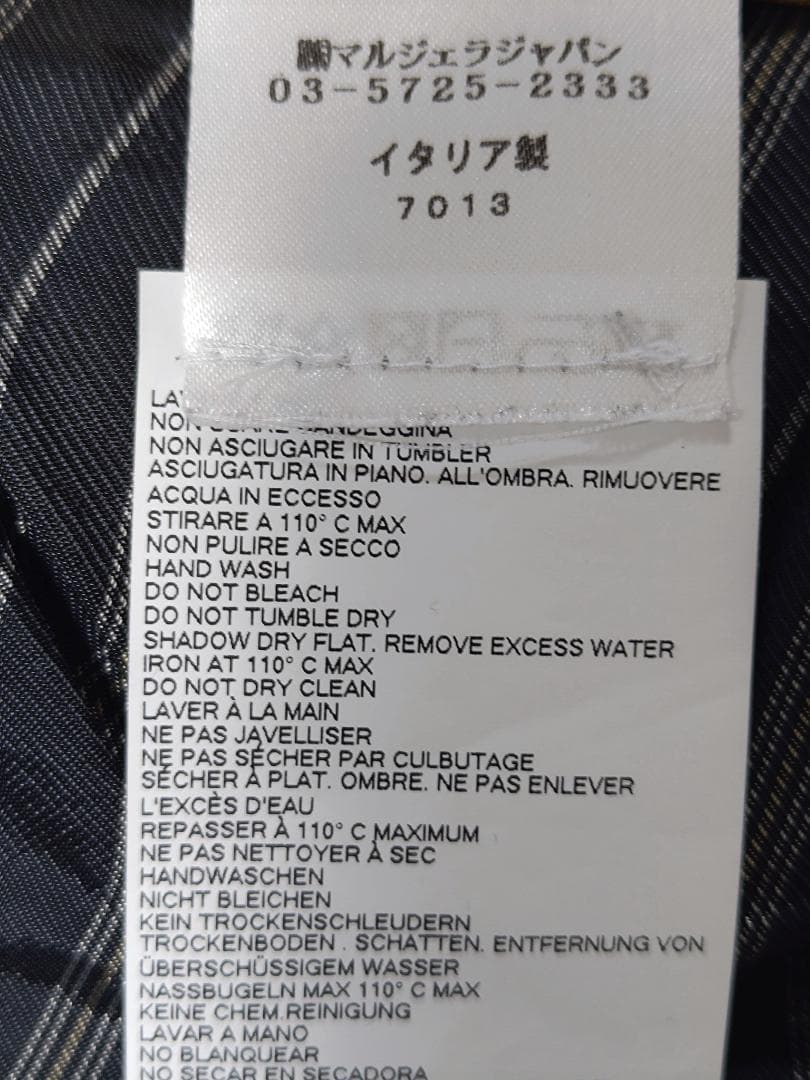 ㈱マルジェラジャパン
03-5725-2333
イタリア製
7013
NON ASCIUGARE IN TUMBLER
ASCIUGATURA IN PIANO. ALL'OMBRA. RIMUOVERE
ACQUA IN ECCESSO
STIRARE A 110° C MAX
NON PULIRE A SECCO
HAND WASH
DO NOT BLEACH
DO NOT TUMBLE DRY
SHADOW DRY FLAT. REMOVE EXCESS WATER
IRON AT 110° C MAX
DO NOT DRY CLEAN
LAVER À LA MAIN
NE PAS JAVELLISER
NE PAS SÉCHER PAR CULBUTAGE
SÉCHER À PLAT. OMBRE. NE PAS ENLEVER
L'EXCÈS D'EAU
REPASSER À 110° C MAXIMUM
NE PAS NETTOYER À SEC
HANDWASCHEN
NICHT BLEICHEN
KEIN TROCKENSCHLEUDERN
TROCKENBODEN . SCHATTEN. ENTFERNUNG VON
ÜBERSCHÜSSIGEM WASSER
NASSBUGELN MAX 110° C MAX
KEINE CHEM.REINIGUNG
LAVAR A MANO
NO BLANQUEAR
NO SECAR EN SECADORA